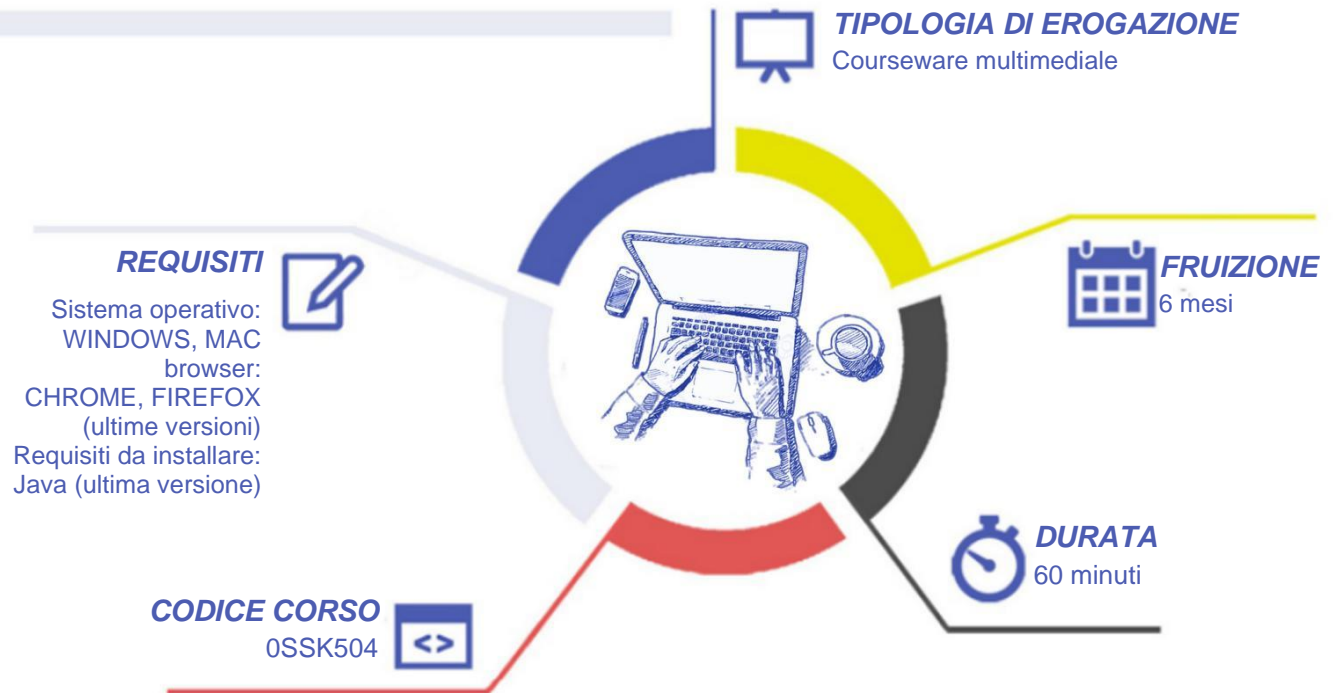 TIPOLOGIA DI EROGAZIONE
Courseware multimediale
REQUISITI
Sistema operativo:
WINDOWS, MAC
browser:
CHROME, FIREFOX
(ultime versioni)
Requisiti da installare:
Java (ultima versione)
FRUIZIONE
6 mesi
DURATA
60 minuti
CODICE CORSO
0SSK504